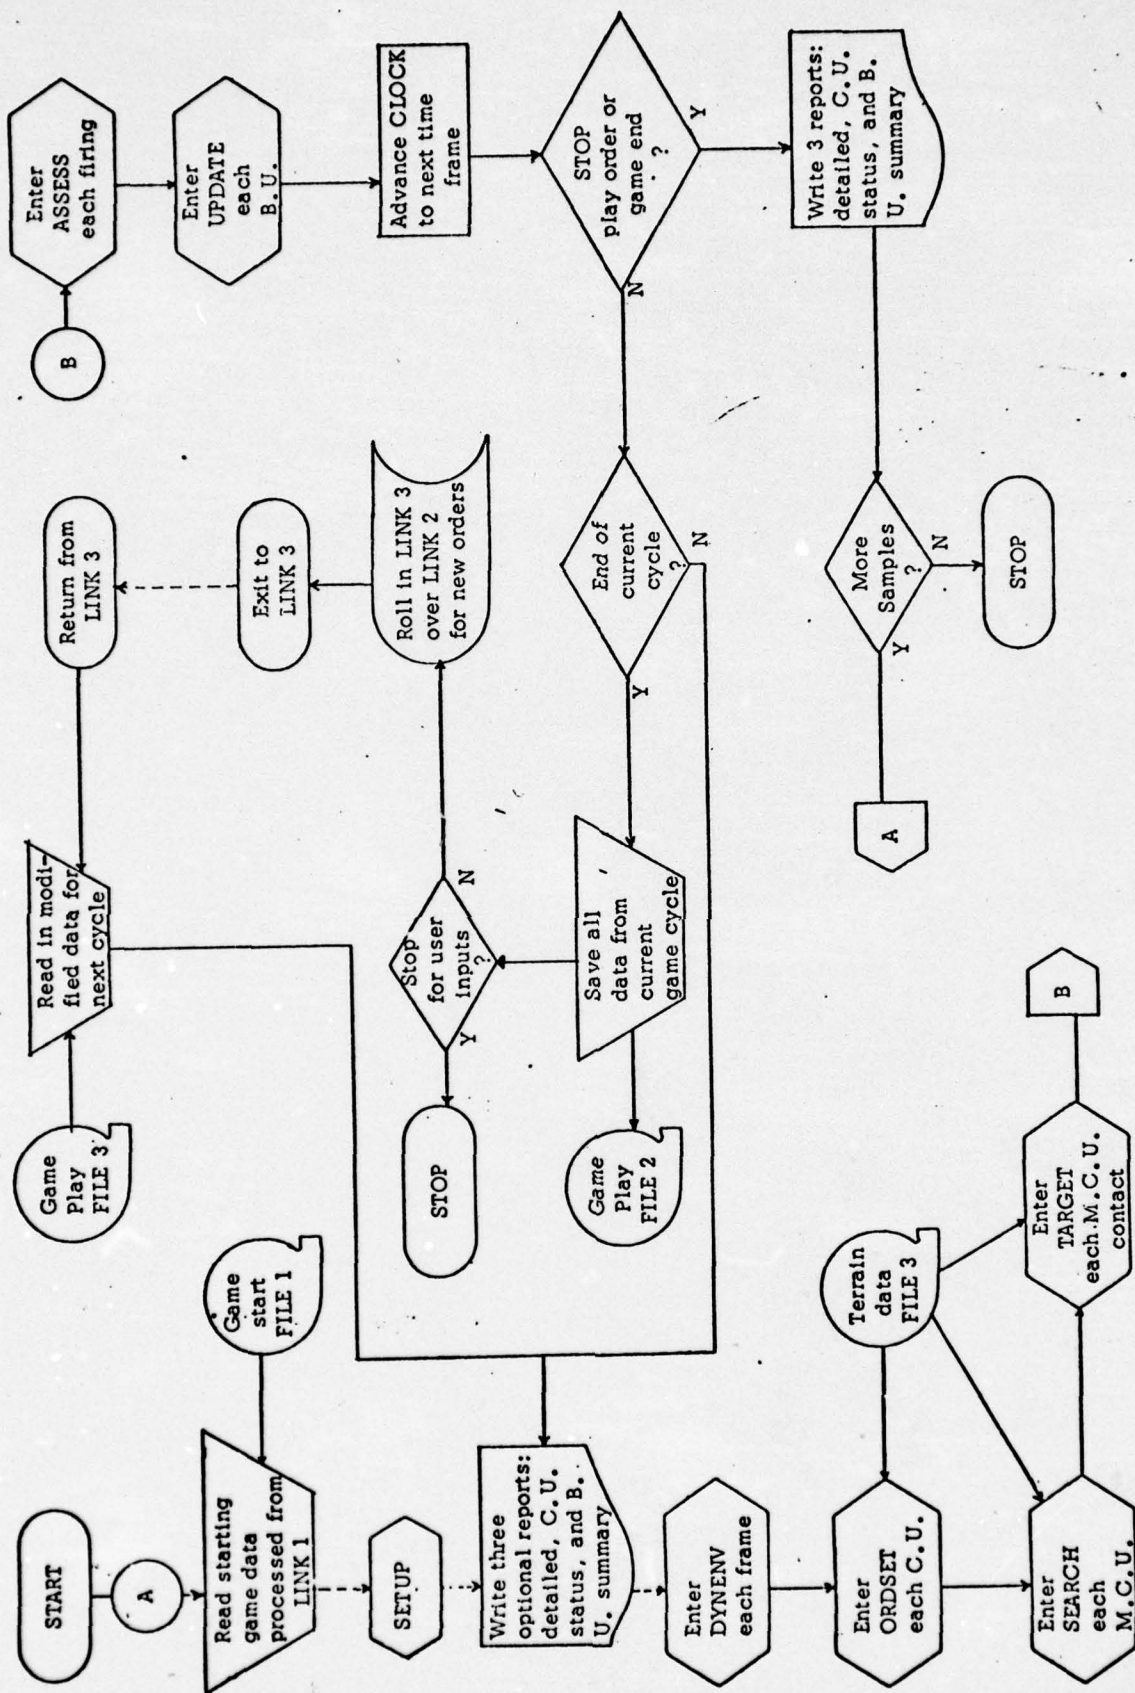 START
A
Read starting
game data
processed from
LINK 1
Game
start
FILE 1
SETUP
Write three
optional reports:
detailed, C.U.
status, and B.
U. summary
Enter
DYNENV
each frame
Enter
ORDSET
each C.U.
Terrain
data
FILE 3
Enter
SEARCH
each
M.C.U.
Enter
TARGET
each M.C.U.
contact
B
Game
Play
FILE 3
Read in modi-
fied data for
next cycle
Return from
LINK 3
Exit to
LINK 3
Roll in LINK 3
over LINK 2
for new orders
Stop
for user
inputs
?
N
Y
STOP
Save all
data from
current
game cycle
Game
Play
FILE 2
End of
current
cycle
?
Y
N
B
Enter
ASSESS
each firing
Enter
UPDATE
each
B.U.
Advance CLOCK
to next time
frame
STOP
play order or
game end
?
N
Y
Write 3 reports:
detailed, C.U.
status, and B.
U. summary
More
Samples
?
Y
N
A
STOP